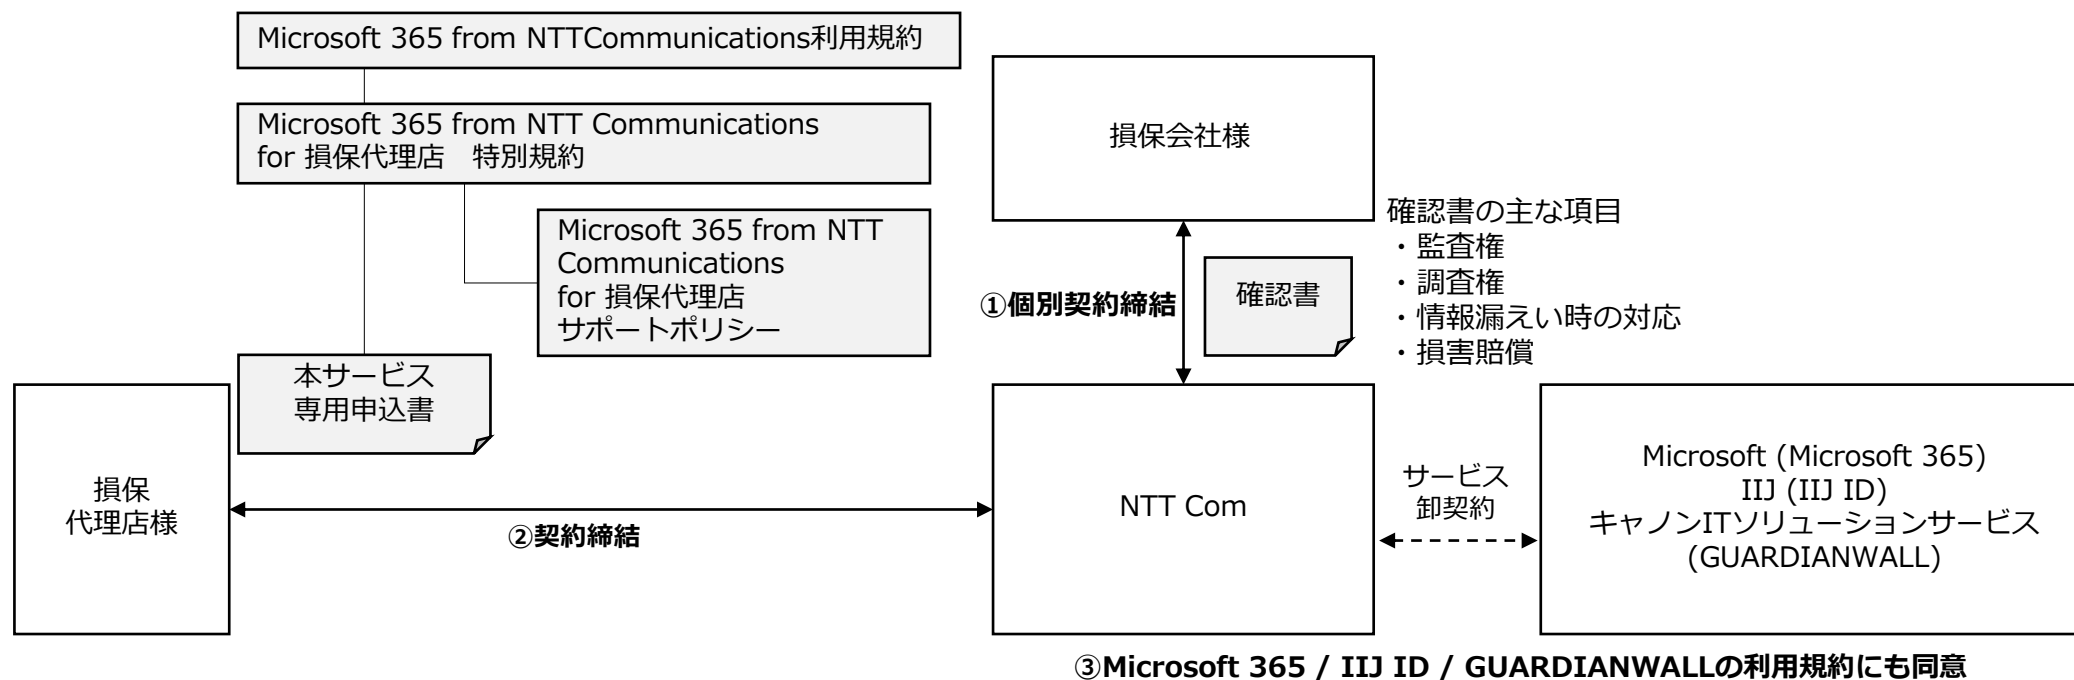 Microsoft 365 from NTTCommunications利用規約
Microsoft 365 from NTT Communications
for 損保代理店　特別規約
Microsoft 365 from NTT
Communications
for 損保代理店
サポートポリシー
本サービス
専用申込書
損保
代理店様
②契約締結
損保会社様
①個別契約締結
確認書
確認書の主な項目
・監査権
・調査権
・情報漏えい時の対応
・損害賠償
NTT Com
サービス
卸契約
Microsoft (Microsoft 365)
IIJ (IIJ ID)
キャノンITソリューションサービス
(GUARDIANWALL)
③Microsoft 365 / IIJ ID / GUARDIANWALLの利用規約にも同意